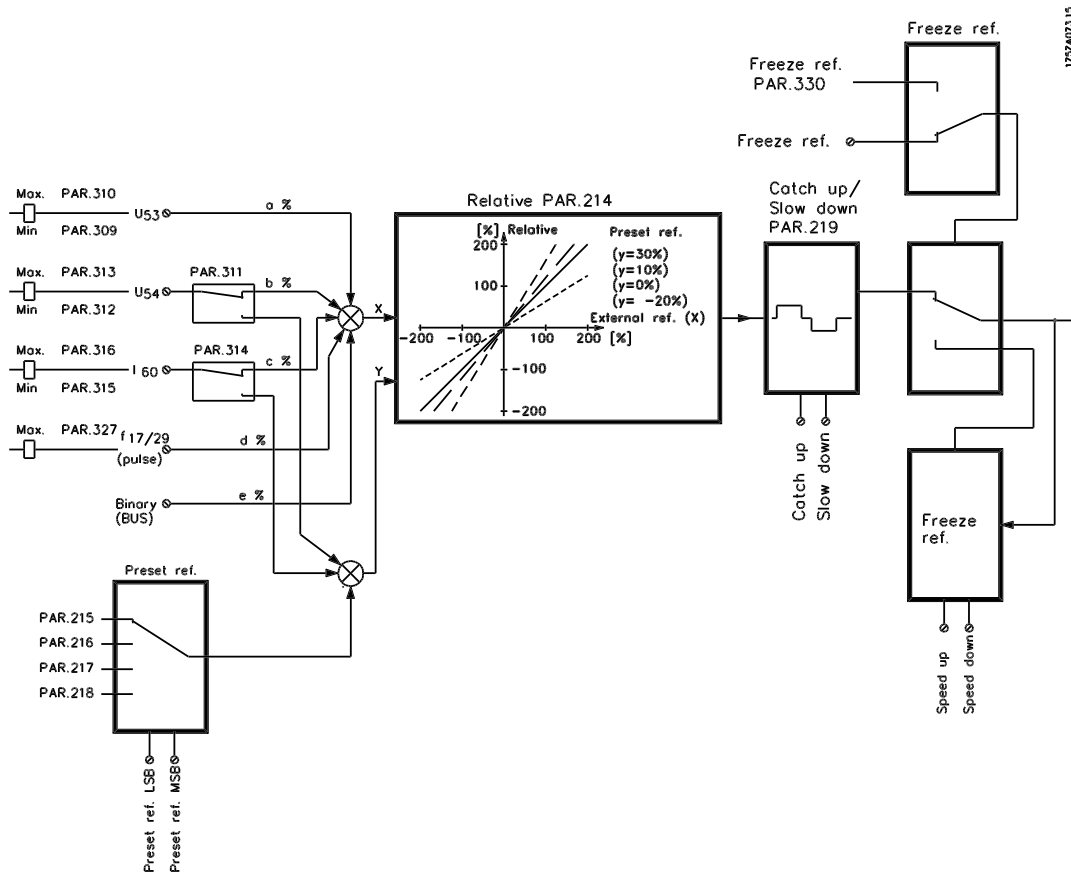 175ZA073.15
Freeze ref.
Freeze ref.
PAR.330
Freeze ref.
Max. PAR.310
U53
a %
Min PAR.309
Max. PAR.313
U54
PAR.311
b %
Min PAR.312
Max. PAR.316
I 60
PAR.314
c %
Min PAR.315
Max. PAR.327
f 17/29
(pulse)
d %
Binary
(BUS)
e %
X
Y
Relative PAR.214
[%] Relative
Preset ref.
(y=30%)
(y=10%)
(y=0%)
(y= -20%)
External ref. (X)
200
100
-200 -100 100 200 [%]
-100
-200
Catch up/
Slow down
PAR.219
Catch up
Slow down
Freeze
ref.
Speed up
Speed down
Preset ref.
PAR.215
PAR.216
PAR.217
PAR.218
Preset ref. LSB
Preset ref. MSB